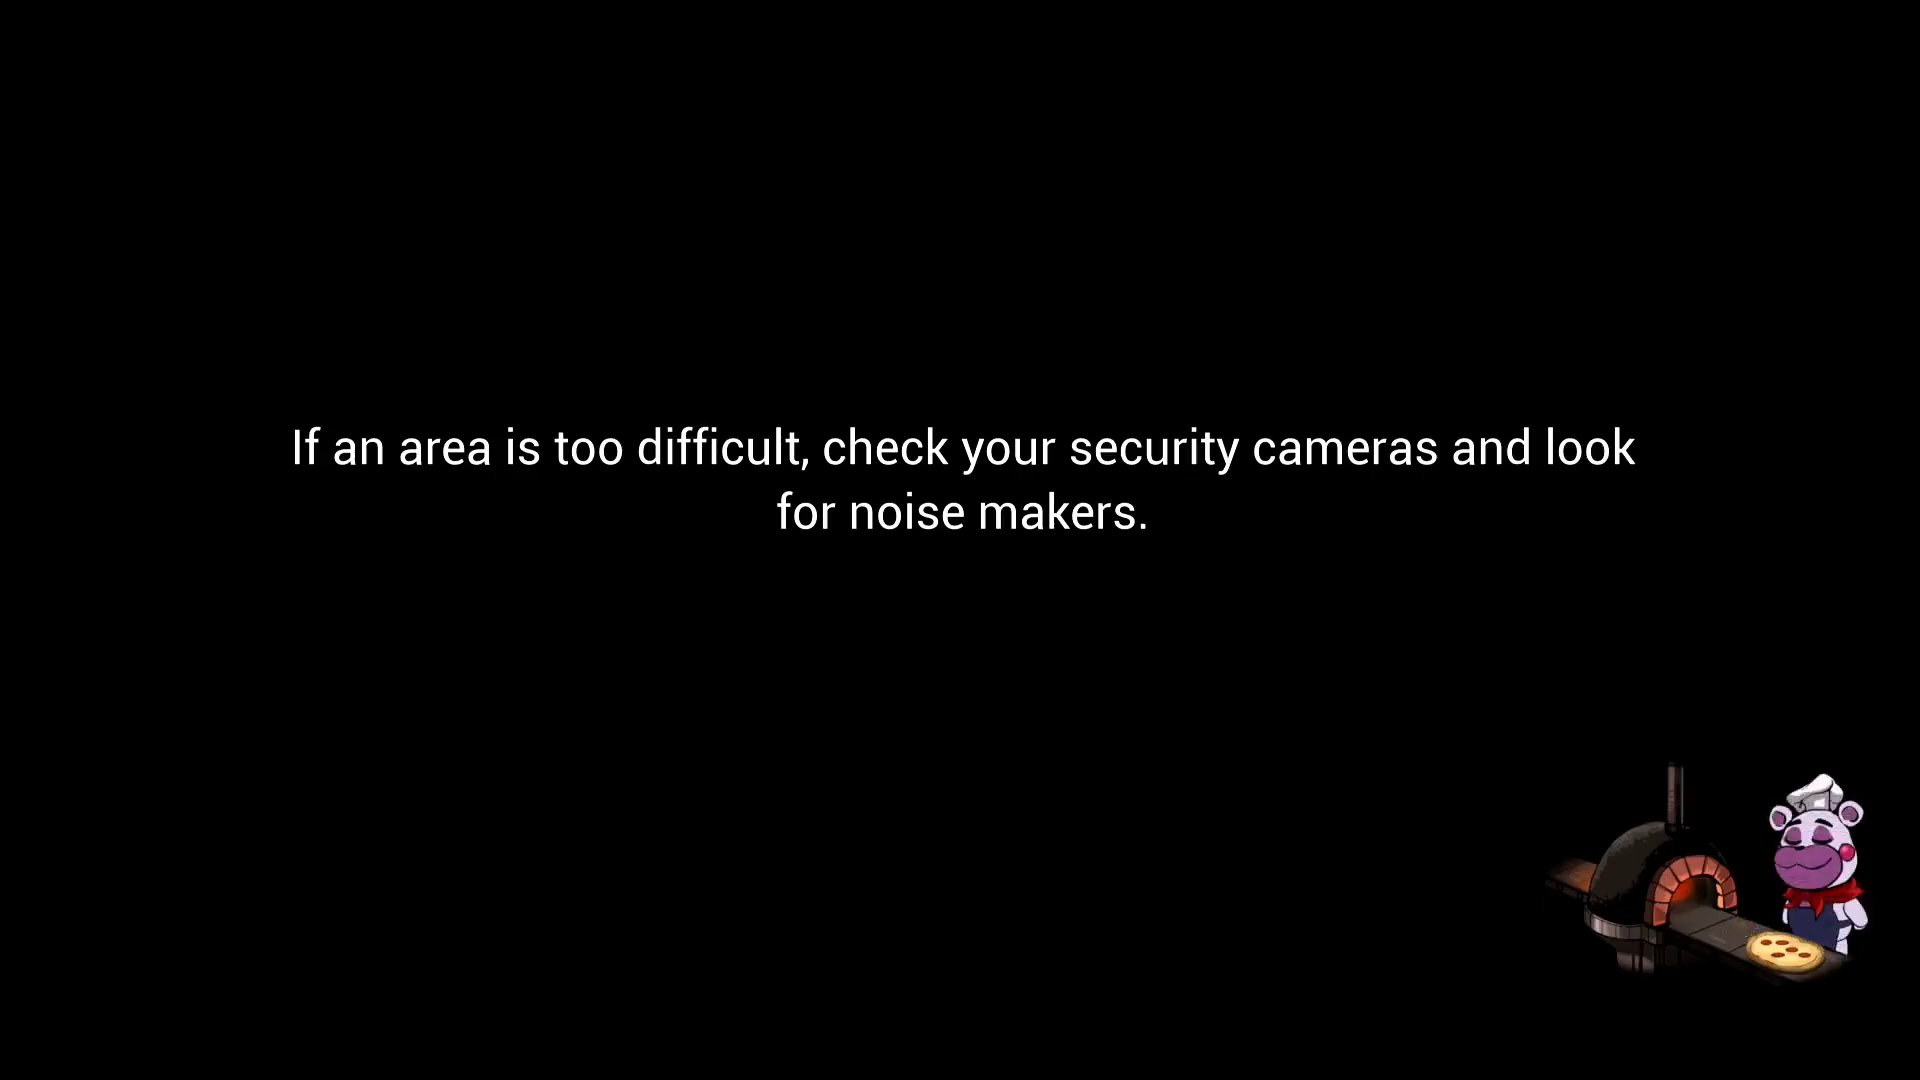 If an area is too difficult, check your security cameras and look
for noise makers.